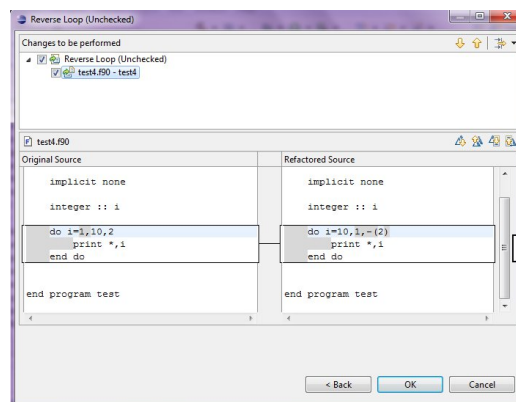 Reverse Loop (Unchecked)
Changes to be performed
Reverse Loop (Unchecked)
test4.f90 - test4
test4.f90
Original Source
Refactored Source
implicit none
integer :: i
do i=1,10,2
print *,i
end do
end program test
implicit none
integer :: i
do i=10,1,-(2)
print *,i
end do
end program test
< Back
OK
Cancel